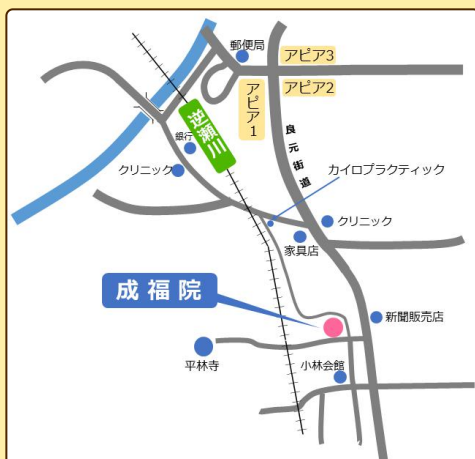 郵便局
アピア3
アピア2
アピア1
逆瀬川
良元街道
銀行
クリニック
カイロプラクティック
クリニック
家具店
成福院
新聞販売店
平林寺
小林会館